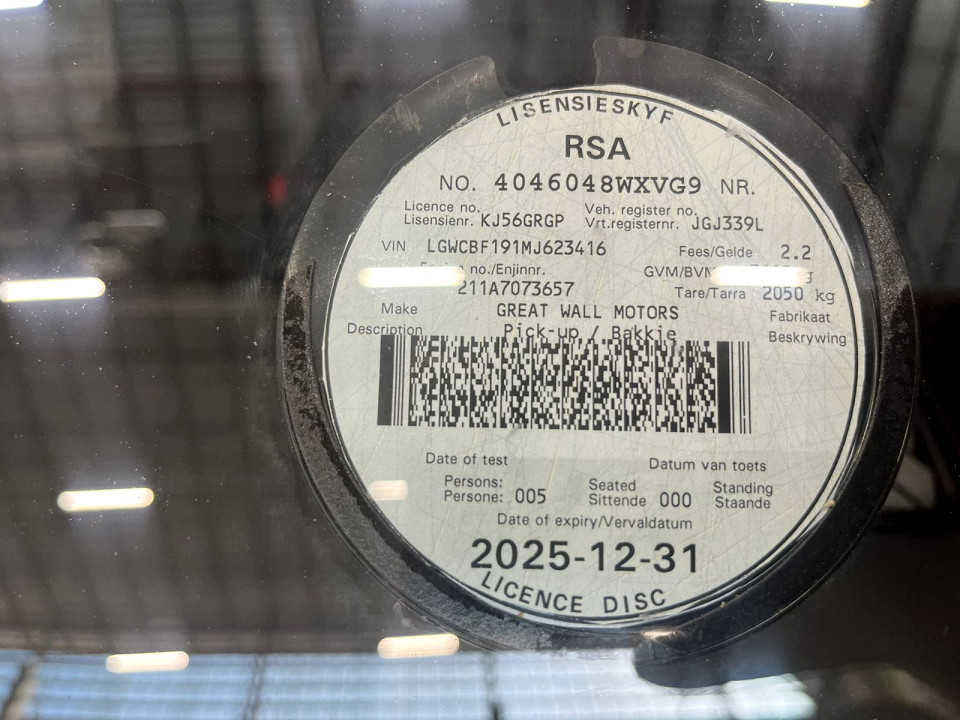 LISENSIESKYF
RSA
NO. 4046048WXVG9 NR.
Licence no. Veh. register no.
Lisensienr. KJ56GRGP Vrt.registernr. JGJ339L
VIN LGWCBF191MJ623416 Fees/Gelde 2.2
no./Enjinnr. GVM/BVM
211A7073657 Tare/Tarra 2050 kg
Make GREAT WALL MOTORS Fabrikaat
Description Pick-up / Bakkie Beskrywing
Date of test Datum van toets
Persons: Seated Standing
Persone: 005 Sittende 000 Staande
Date of expiry/Vervaldatum
2025-12-31
LICENCE DISC